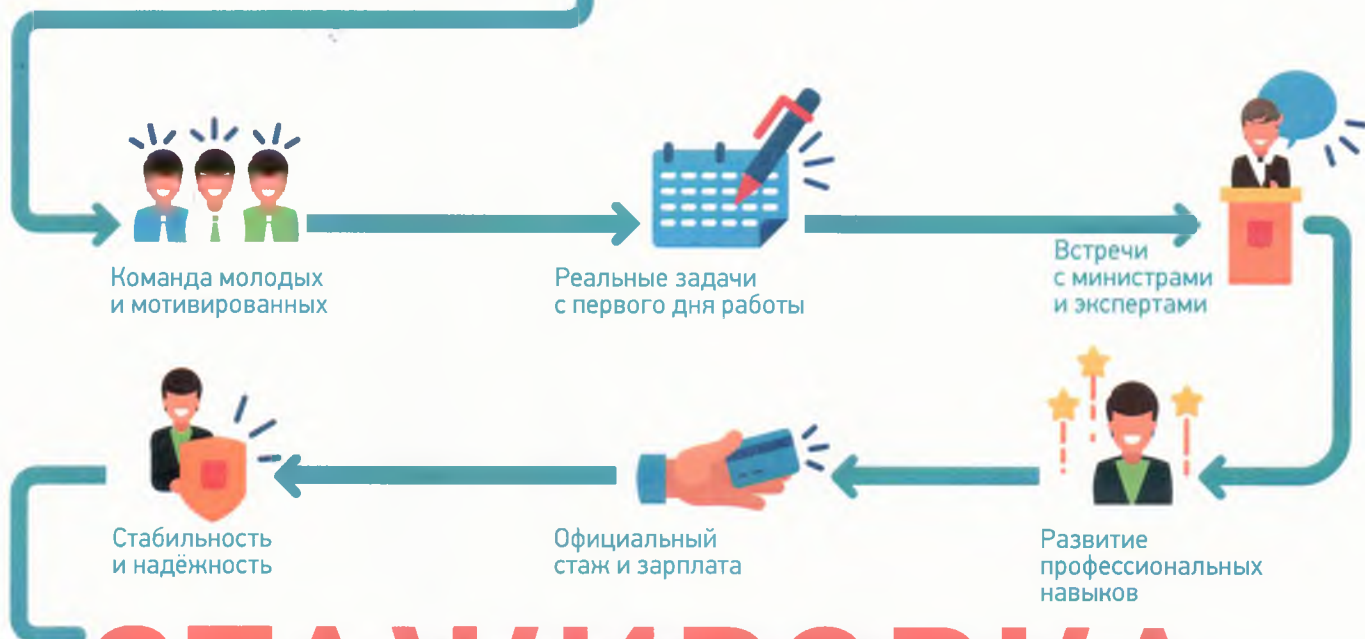 Команда молодых
и мотивированных
Реальные задачи
с первого дня работы
Встречи
с министрами
и экспертами
Развитие
профессиональных
навыков
Официальный
стаж и зарплата
Стабильность
и надёжность
СТАЖИРОВКА